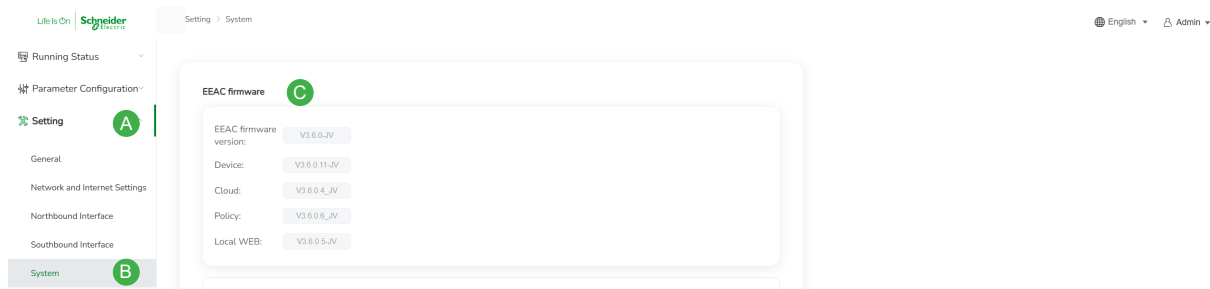 Life Is On Schneider Electric
Setting > System
English
Admin
Running Status
Parameter Configuration
Setting
A
General
Network and Internet Settings
Northbound Interface
Southbound Interface
System
B
EEAC firmware
C
EEAC firmware
version:
V3.6.0-JV
Device:
V3.6.0.11-JV
Cloud:
V3.6.0.4_JV
Policy:
V3.6.0.6_JV
Local WEB:
V3.6.0.5-JV